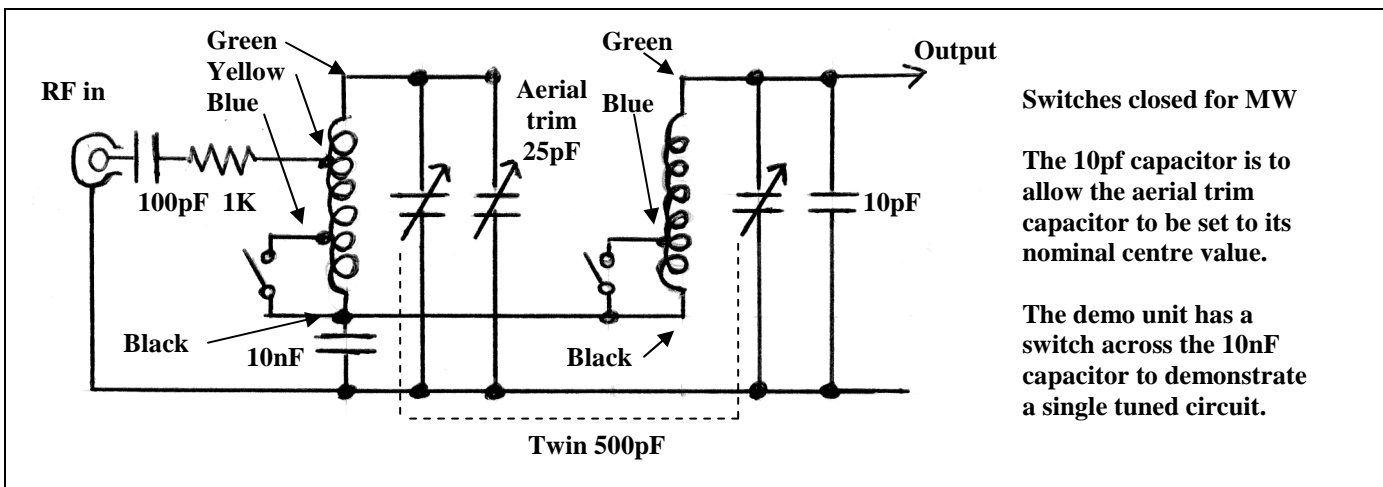 Green
Yellow
Blue
RF in
100pF 1K
Black
10nF
Aerial
trim
25pF
Green
Blue
Black
Output
10pF
Twin 500pF
Switches closed for MW
The 10pf capacitor is to
allow the aerial trim
capacitor to be set to its
nominal centre value.
The demo unit has a
switch across the 10nF
capacitor to demonstrate
a single tuned circuit.